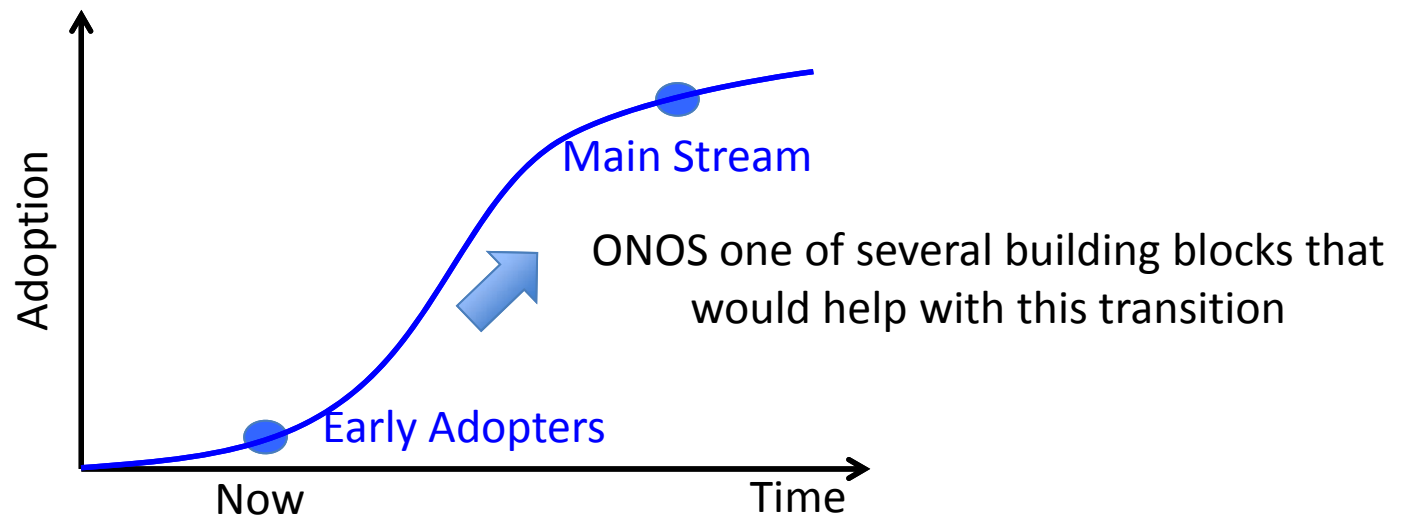 Adoption
Main Stream
ONOS one of several building blocks that
would help with this transition
Early Adopters
Now
Time